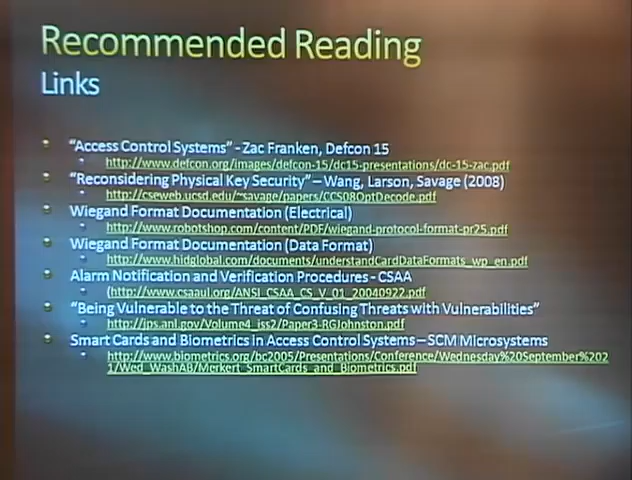 Recommended Reading
Links
"Access Control Systems" - Zac Franken, Defcon 15
http://www.defcon.org/images/defcon-15/dc15-presentations/dc-15-zac.pdf
"Reconsidering Physical Key Security" – Wang, Larson, Savage (2008)
http://cseweb.ucsd.edu/~savage/papers/CCS08OptDecode.pdf
Wiegand Format Documentation (Electrical)
http://www.robotshop.com/content/PDF/wiegand-protocol-format-pr25.pdf
Wiegand Format Documentation (Data Format)
http://www.hidglobal.com/documents/understandCardDataFormats_wp_en.pdf
Alarm Notification and Verification Procedures - CSAA
(http://www.csaaul.org/ANSI_CSAA_CS_V_01_20040922.pdf
"Being Vulnerable to the Threat of Confusing Threats with Vulnerabilities"
http://jps.anl.gov/Volume4_iss2/Paper3-RGJohnston.pdf
Smart Cards and Biometrics in Access Control Systems – SCM Microsystems
http://www.biometrics.org/bc2005/Presentations/Conference/Wednesday%20September%202
1/Wed_WashAB/Merkert_SmartCards_and_Biometrics.pdf